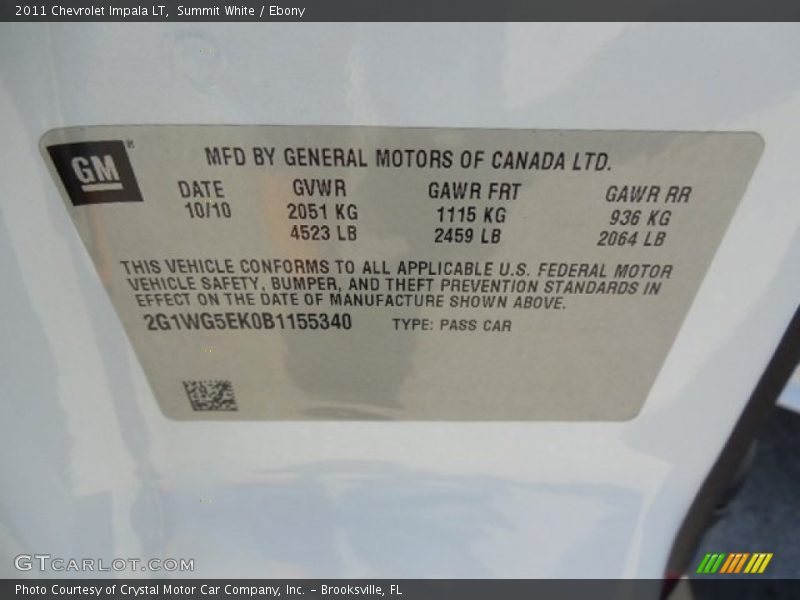 2011 Chevrolet Impala LT, Summit White / Ebony
GM
MFD BY GENERAL MOTORS OF CANADA LTD.
DATE GVWR GAWR FRT GAWR RR
10/10 2051 KG 1115 KG 936 KG
4523 LB 2459 LB 2064 LB
THIS VEHICLE CONFORMS TO ALL APPLICABLE U.S. FEDERAL MOTOR
VEHICLE SAFETY, BUMPER, AND THEFT PREVENTION STANDARDS IN
EFFECT ON THE DATE OF MANUFACTURE SHOWN ABOVE.
2G1WG5EK0B1155340 TYPE: PASS CAR
GTCARLOT.COM
Photo Courtesy of Crystal Motor Car Company, Inc. – Brooksville, FL